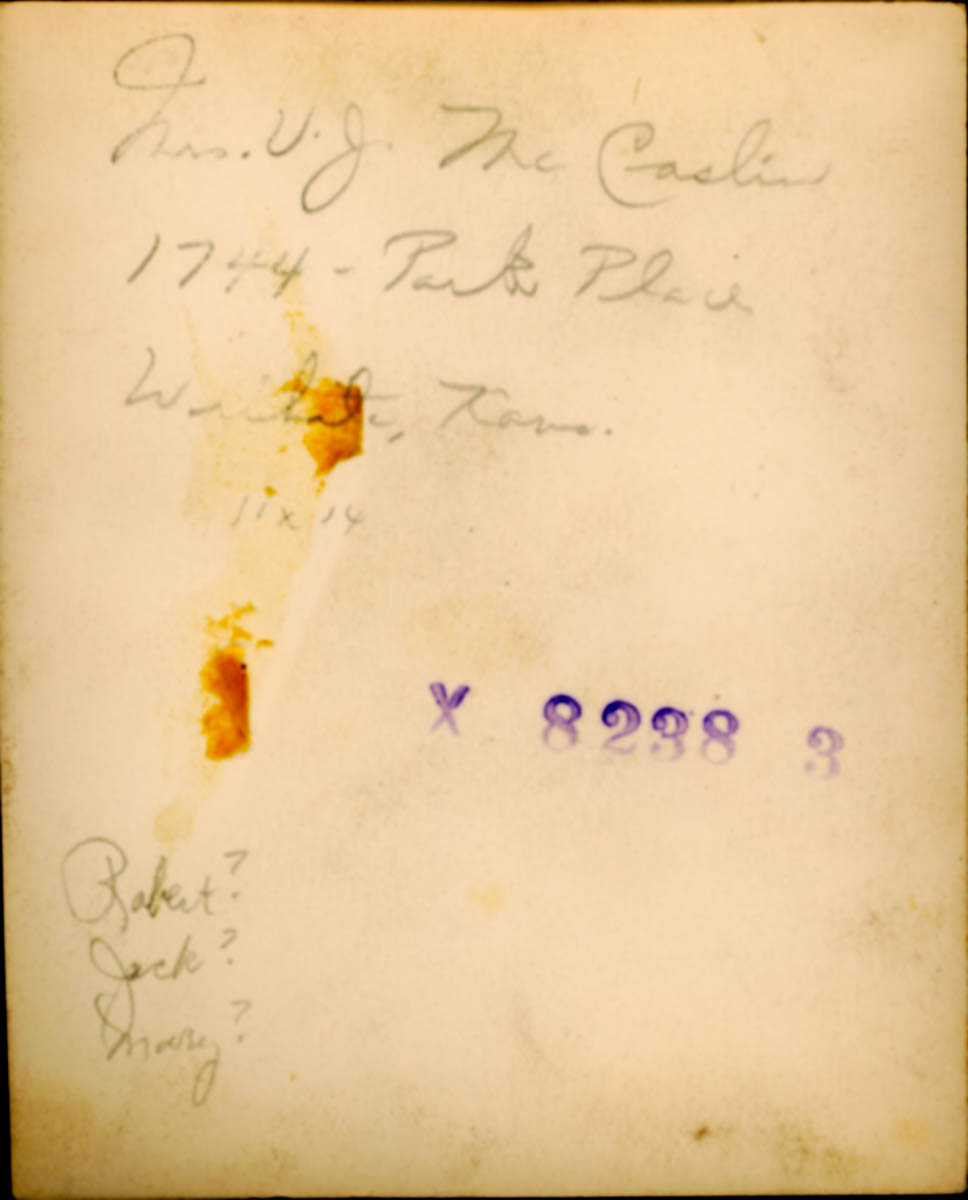 Mrs. V. J. McCaslin
1744 - Park Place
Wichita, Kans.
11 x 14
X 8238 3
Robert?
Jack?
Mary?